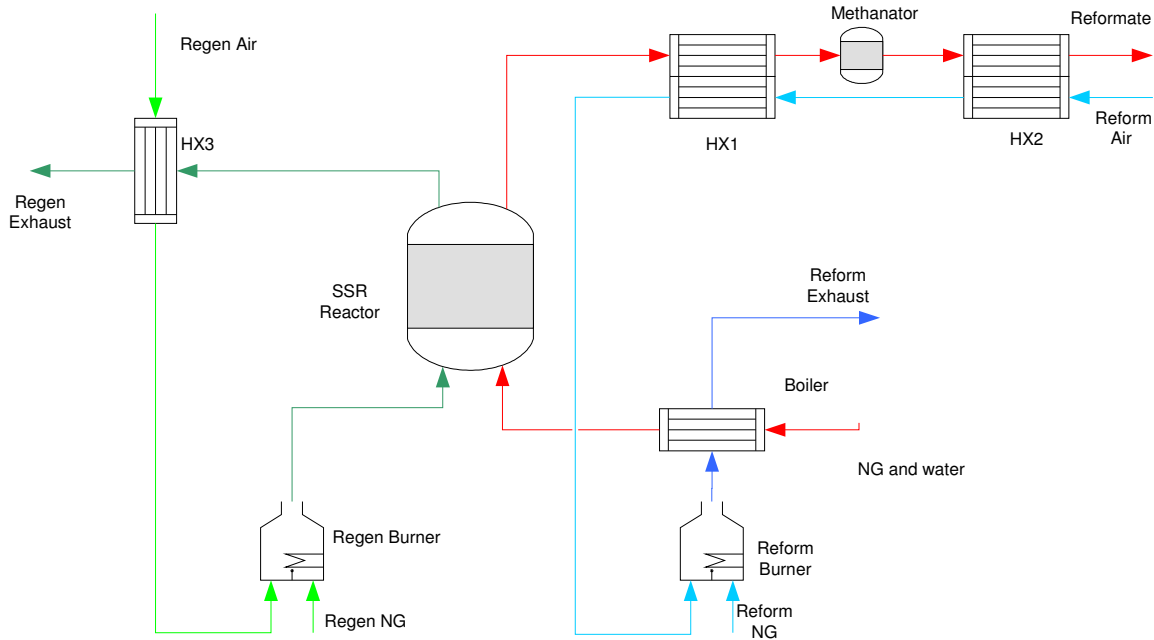 Methanator
Reformate
Regen Air
HX3
HX1
HX2
Reform
Air
Regen
Exhaust
SSR
Reactor
Reform
Exhaust
Boiler
NG and water
Regen Burner
Reform
Burner
Regen NG
Reform
NG